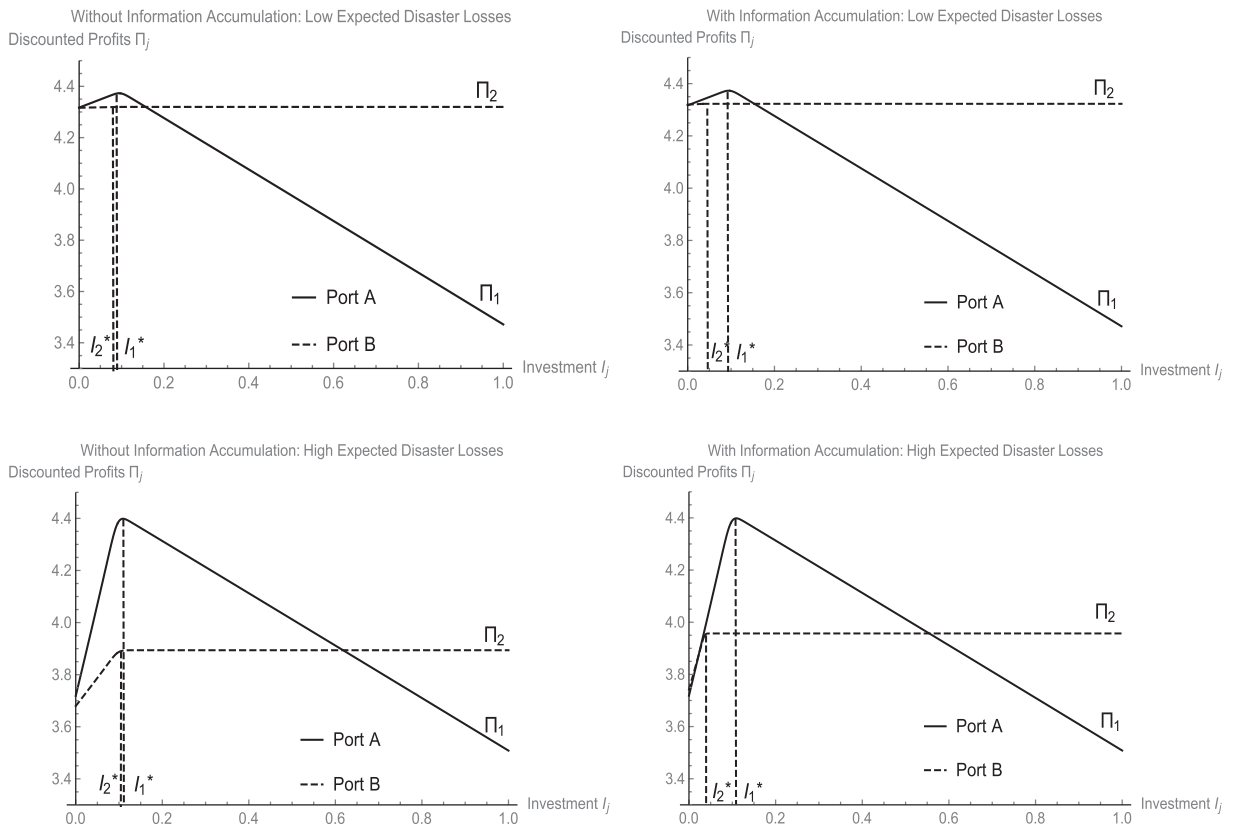 Without Information Accumulation: Low Expected Disaster Losses
Discounted Profits Πj
4.4
4.2
4.0
3.8
3.6
3.4
Π2
Π1
Port A
Port B
I2* I1*
0.0 0.2 0.4 0.6 0.8 1.0
Investment Ij
With Information Accumulation: Low Expected Disaster Losses
Discounted Profits Πj
4.4
4.2
4.0
3.8
3.6
3.4
Π2
Π1
Port A
Port B
I2* I1*
0.0 0.2 0.4 0.6 0.8 1.0
Investment Ij
Without Information Accumulation: High Expected Disaster Losses
Discounted Profits Πj
4.4
4.2
4.0
3.8
3.6
3.4
Π2
Π1
Port A
Port B
I2* I1*
0.0 0.2 0.4 0.6 0.8 1.0
Investment Ij
With Information Accumulation: High Expected Disaster Losses
Discounted Profits Πj
4.4
4.2
4.0
3.8
3.6
3.4
Π2
Π1
Port A
Port B
I2* I1*
0.0 0.2 0.4 0.6 0.8 1.0
Investment Ij